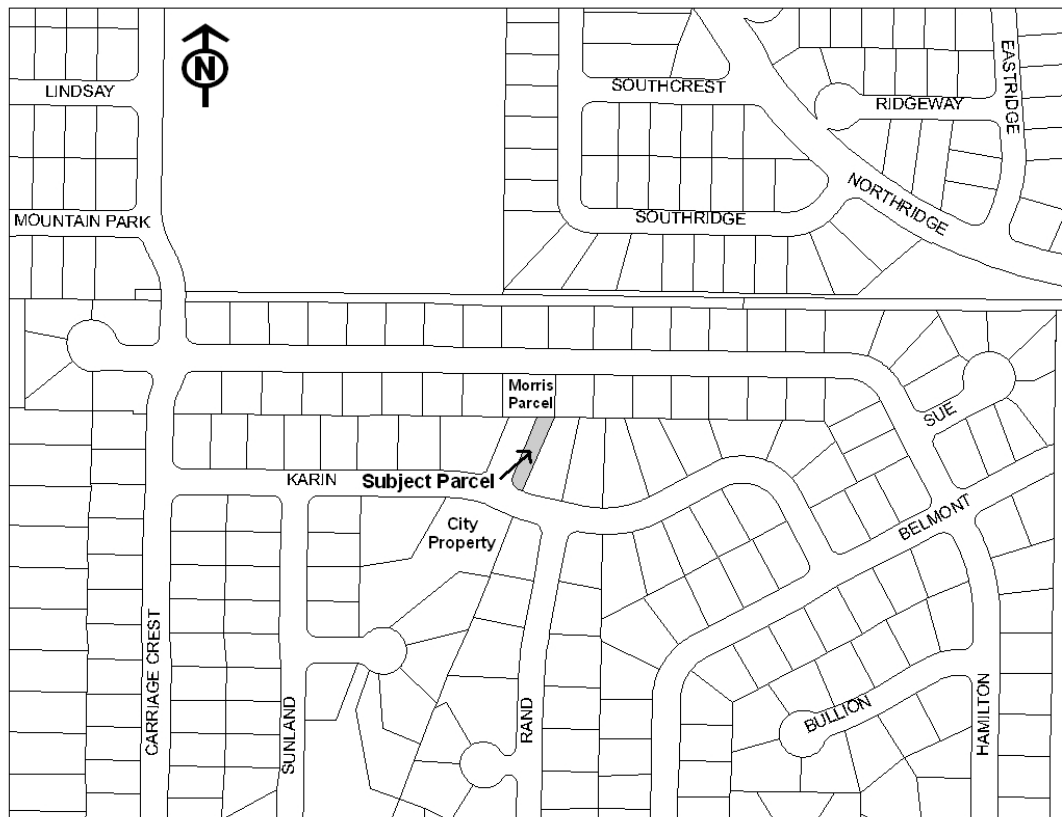 N
LINDSAY
MOUNTAIN PARK
SOUTHCREST
RIDGEWAY
EASTRIDGE
SOUTHRIDGE
NORTHRIDGE
Morris
Parcel
SUE
KARIN
Subject Parcel
City
Property
BELMONT
CARRIAGE CREST
SUNLAND
RAND
BULLION
HAMILTON